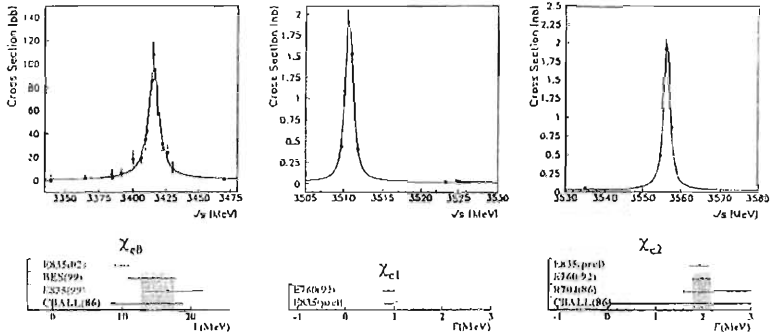 Cross Section [pb]
140
120
100
80
60
40
20
0
3350 3375 3400 3425 3450 3475
√s [MeV]
Cross Section [nb]
2
1.75
1.5
1.25
1
0.75
0.5
0.25
0
3505 3510 3515 3520 3525 3530
√s [MeV]
Cross Section [nb]
2.5
2.25
2
1.75
1.5
1.25
1
0.75
0.5
0.25
0
3530 3540 3550 3560 3570 3580
√s [MeV]
χc0
E835(02)
BES(99)
E835(99)
CBALL(86)
0 10 20
Γ(MeV)
χc1
E760(92)
E835(prel)
-1 0 1 2 3
Γ(MeV)
χc2
E835(prel)
E760(92)
R704(86)
CBALL(86)
-1 0 1 2 3
Γ(MeV)